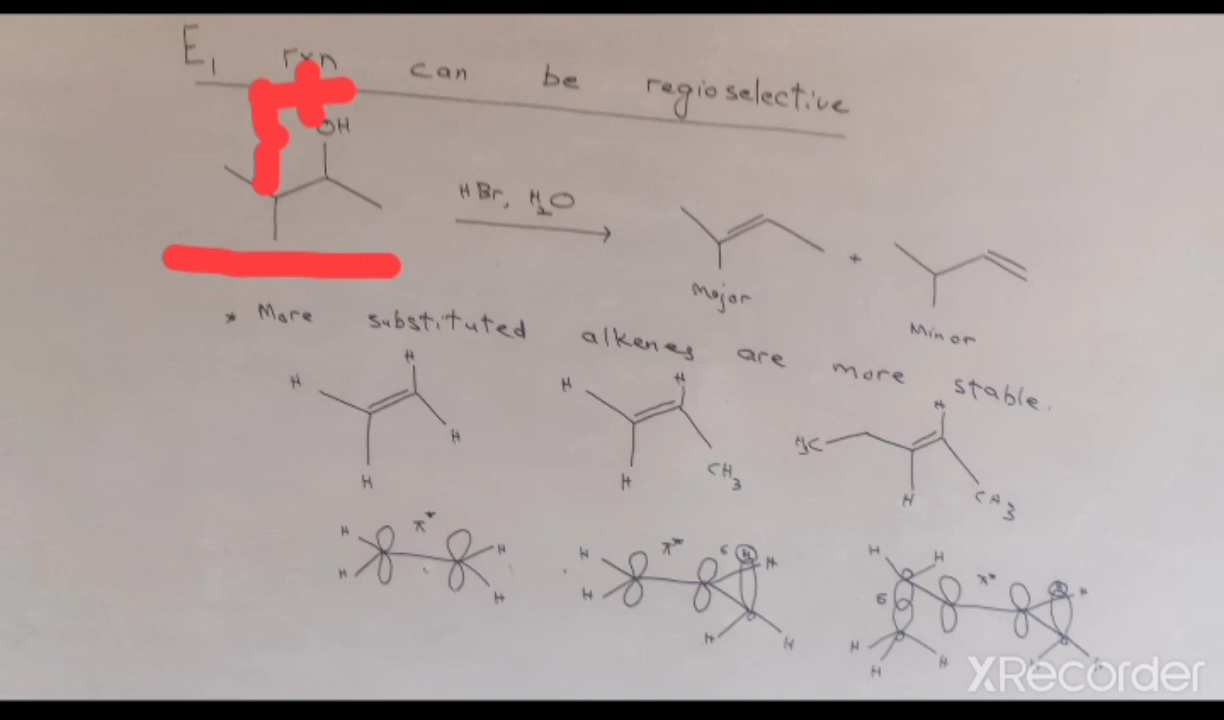 E1 rxn can be regioselective
OH
HBr, H2O
+
Major
Minor
* More substituted alkenes are more stable.
H H H H
H H H CH3
H3C H H CH3
H H π* H H
H H π* σ H H H H
H H σ π* H H H H
XRecorder